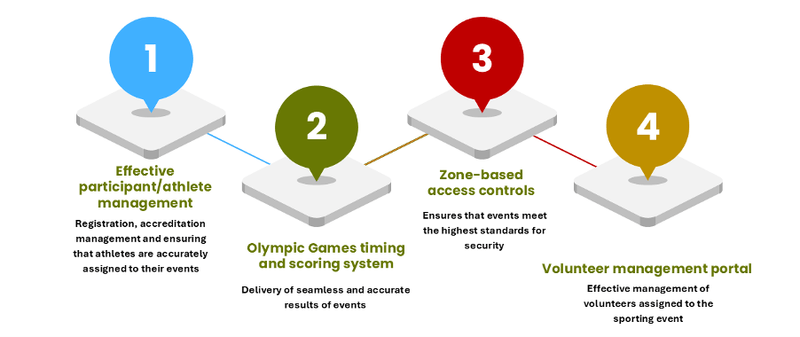 1
Effective
participant/athlete
management
Registration, accreditation
management and ensuring
that athletes are accurately
assigned to their events
2
Olympic Games timing
and scoring system
Delivery of seamless and accurate
results of events
3
Zone-based
access controls
Ensures that events meet
the highest standards for
security
4
Volunteer management portal
Effective management of
volunteers assigned to the
sporting event